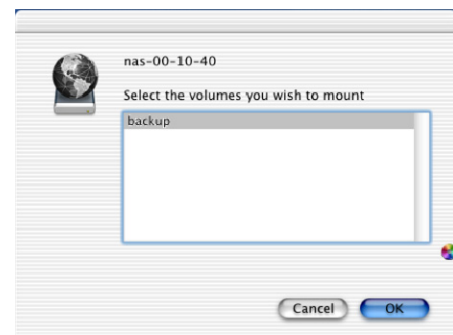 nas-00-10-40
Select the volumes you wish to mount
backup
Cancel OK